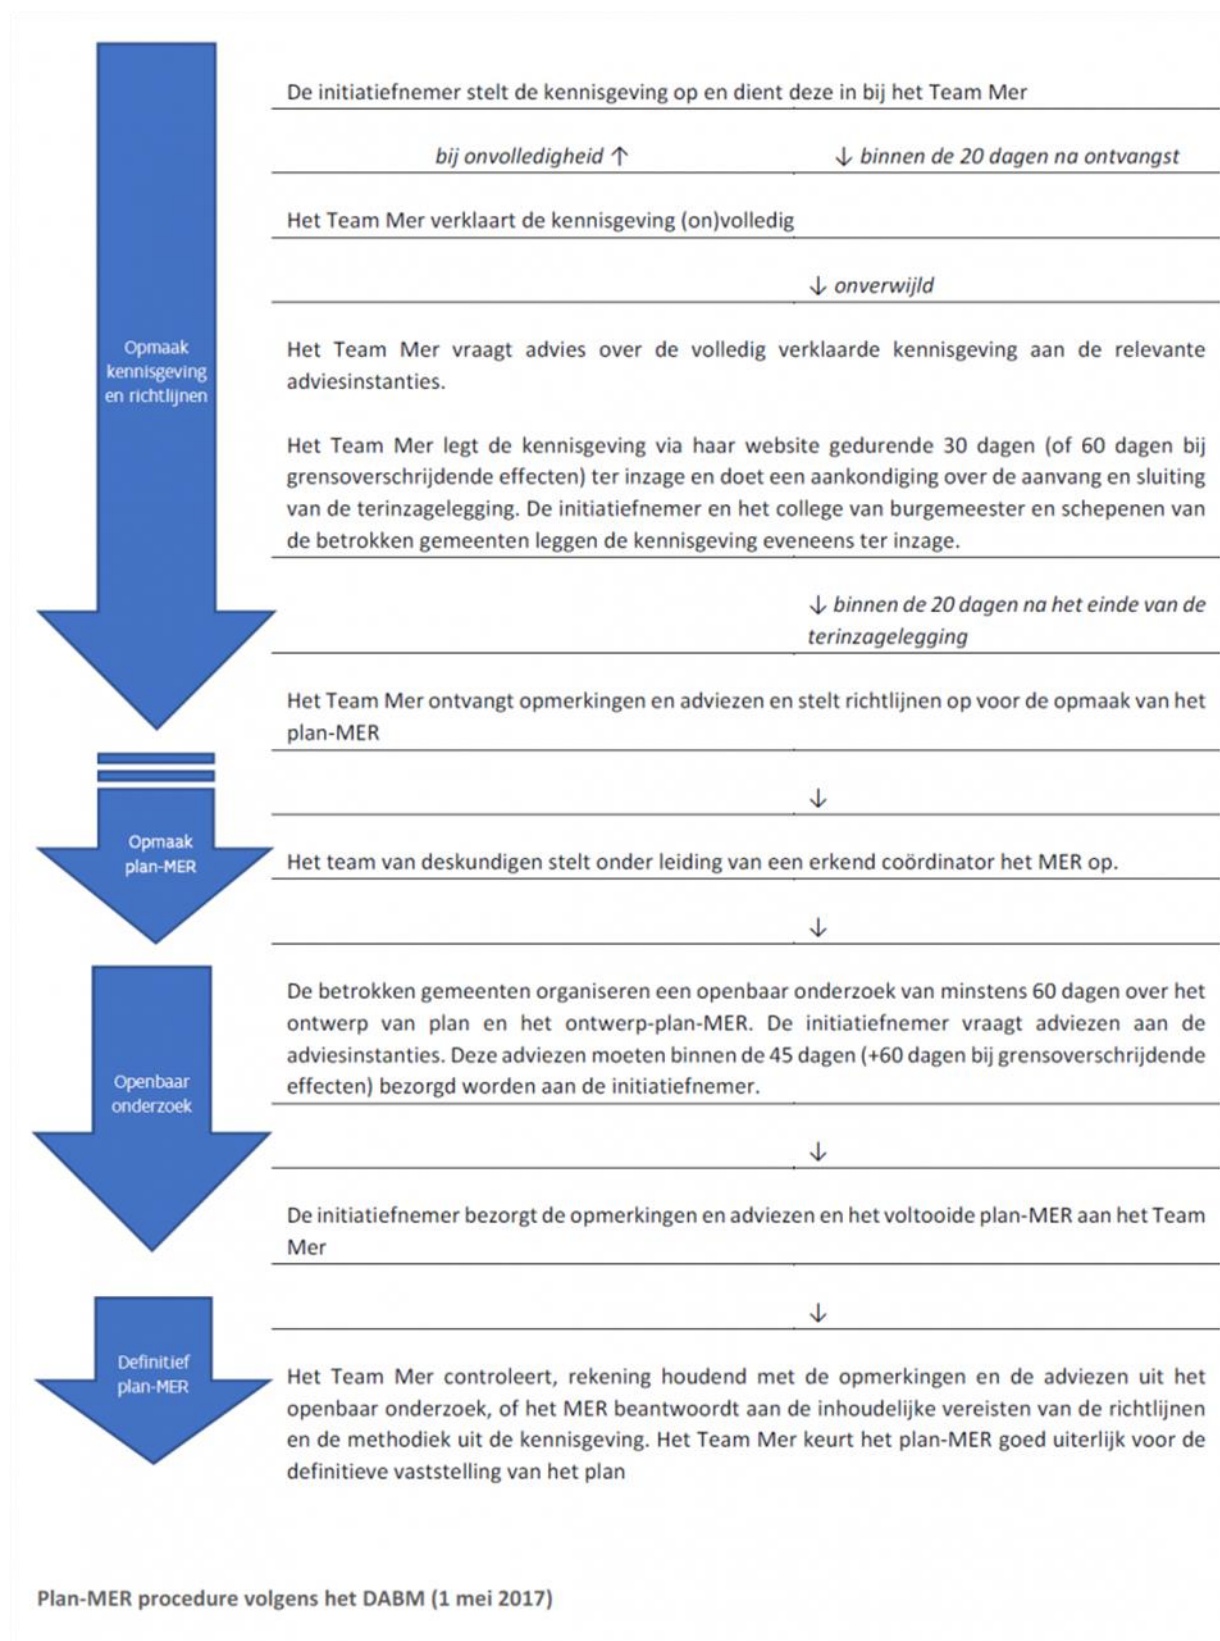 De initiatiefnemer stelt de kennisgeving op en dient deze in bij het Team Mer
bij onvolledigheid ↑
↓ binnen de 20 dagen na ontvangst
Het Team Mer verklaart de kennisgeving (on)volledig
↓ onverwijld
Opmaak
kennisgeving
en richtlijnen
Het Team Mer vraagt advies over de volledig verklaarde kennisgeving aan de relevante
adviesinstanties.
Het Team Mer legt de kennisgeving via haar website gedurende 30 dagen (of 60 dagen bij
grensoverschrijdende effecten) ter inzage en doet een aankondiging over de aanvang en sluiting
van de terinzagelegging. De initiatiefnemer en het college van burgemeester en schepenen van
de betrokken gemeenten leggen de kennisgeving eveneens ter inzage.
↓ binnen de 20 dagen na het einde van de
terinzagelegging
Het Team Mer ontvangt opmerkingen en adviezen en stelt richtlijnen op voor de opmaak van het
plan-MER
↓
Opmaak
plan-MER
Het team van deskundigen stelt onder leiding van een erkend coördinator het MER op.
↓
De betrokken gemeenten organiseren een openbaar onderzoek van minstens 60 dagen over het
ontwerp van plan en het ontwerp-plan-MER. De initiatiefnemer vraagt adviezen aan de
adviesinstanties. Deze adviezen moeten binnen de 45 dagen (+60 dagen bij grensoverschrijdende
effecten) bezorgd worden aan de initiatiefnemer.
Openbaar
onderzoek
↓
De initiatiefnemer bezorgt de opmerkingen en adviezen en het voltooide plan-MER aan het Team
Mer
↓
Definitief
plan-MER
Het Team Mer controleert, rekening houdend met de opmerkingen en de adviezen uit het
openbaar onderzoek, of het MER beantwoordt aan de inhoudelijke vereisten van de richtlijnen
en de methodiek uit de kennisgeving. Het Team Mer keurt het plan-MER goed uiterlijk voor de
definitieve vaststelling van het plan
Plan-MER procedure volgens het DABM (1 mei 2017)